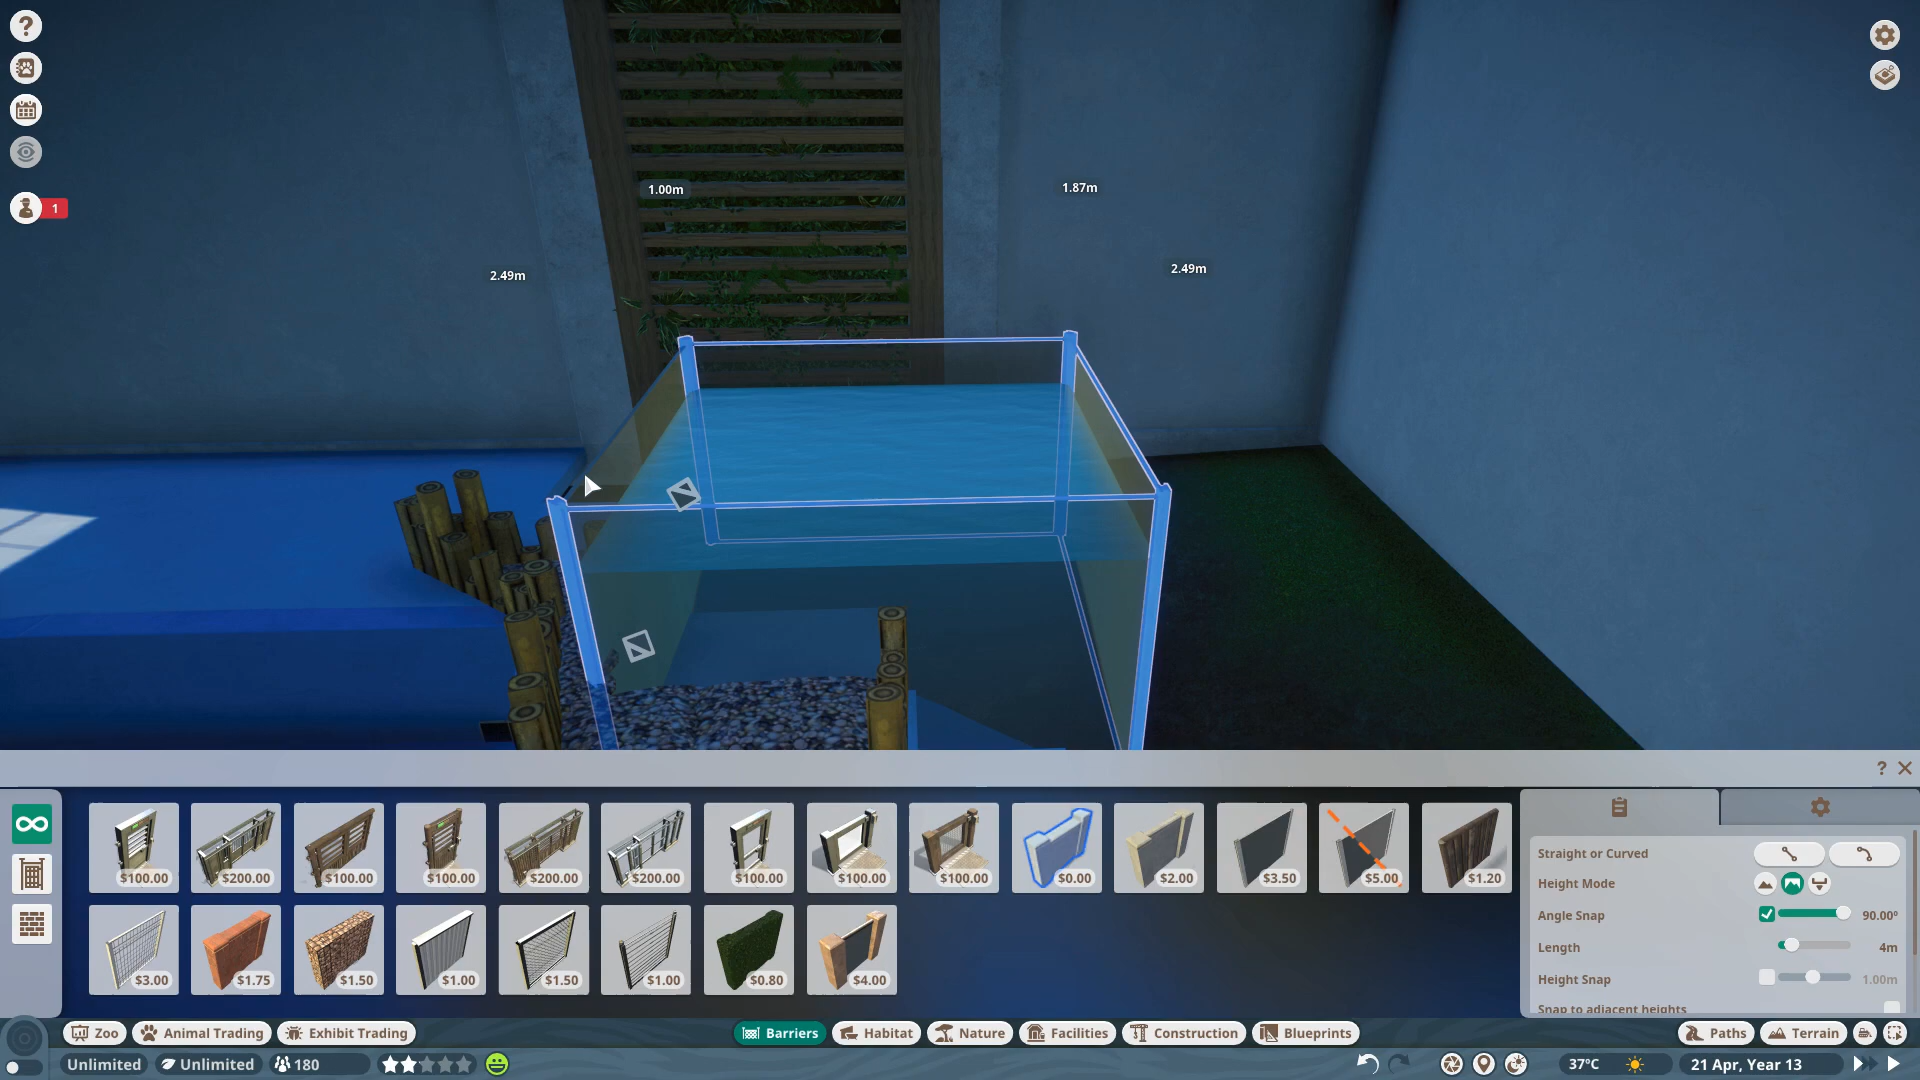 ?
1
1.00m
1.87m
2.49m
2.49m
?
$100.00
$200.00
$100.00
$100.00
$200.00
$200.00
$100.00
$100.00
$100.00
$0.00
$2.00
$3.50
$5.00
$1.20
$3.00
$1.75
$1.50
$1.00
$1.50
$1.00
$0.80
$4.00
Straight or Curved
Height Mode
Angle Snap 90.00°
Length 4m
Height Snap 1.00m
Snap to adjacent heights
Zoo Animal Trading Exhibit Trading Barriers Habitat Nature Facilities Construction Blueprints Paths Terrain
Unlimited Unlimited 180 37°C 21 Apr, Year 13